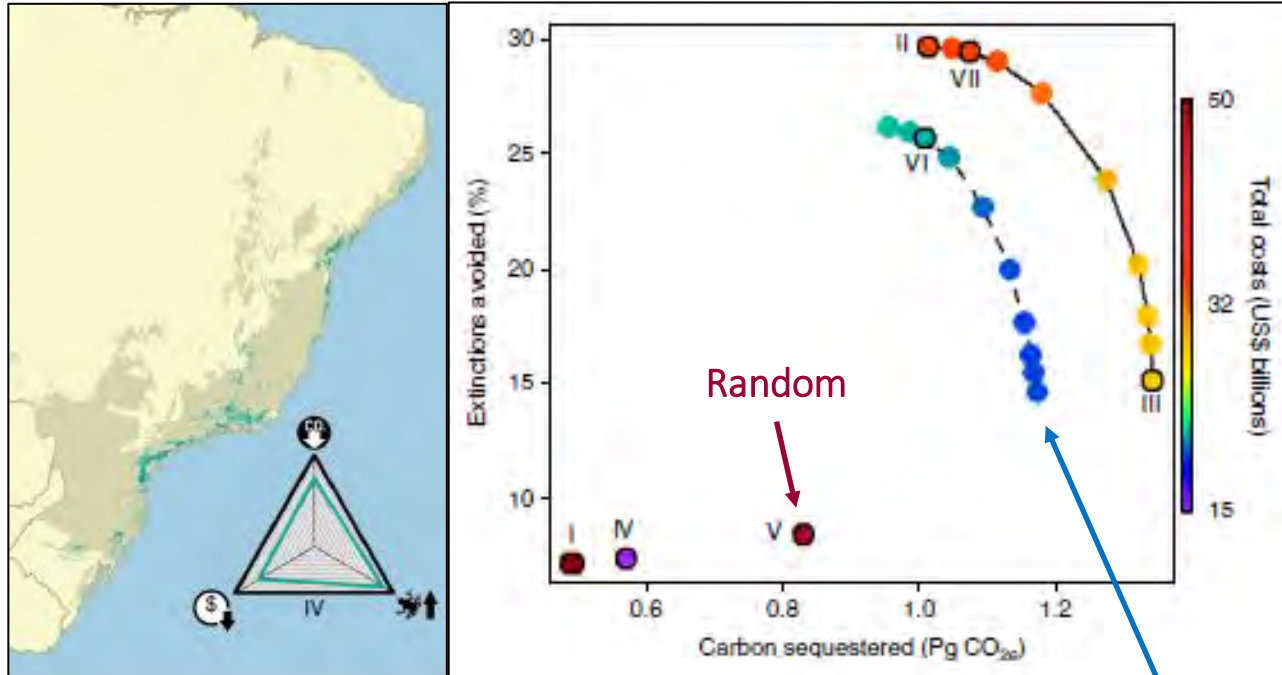 CO
$
IV
30
25
20
15
10
Extinctions avoided (%)
II
VII
VI
III
Random
I
IV
V
0.6
0.8
1.0
1.2
Carbon sequestered (Pg CO2e)
50
32
15
Total costs (US$ billions)